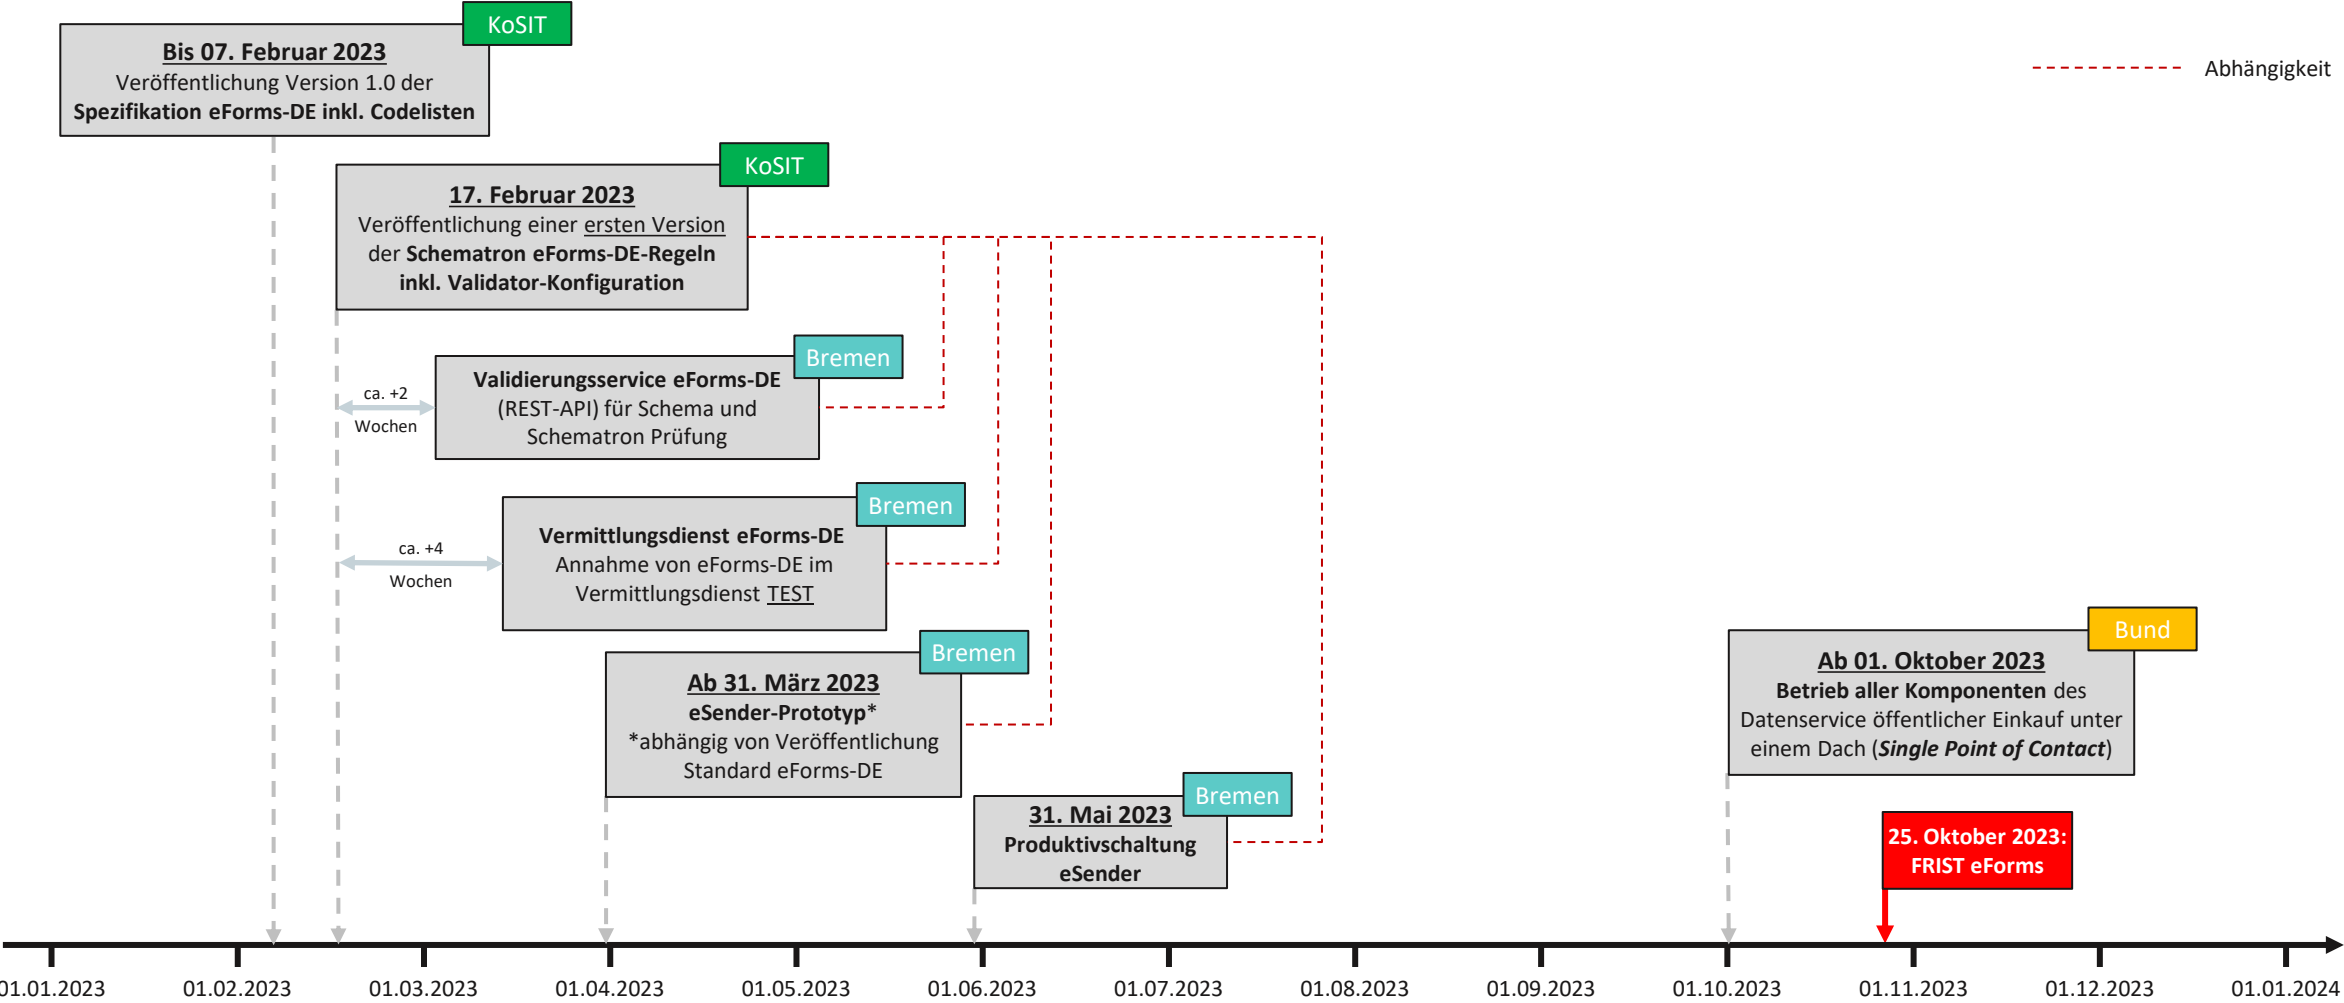 KoSIT
Bis 07. Februar 2023
Veröffentlichung Version 1.0 der
Spezifikation eForms-DE inkl. Codelisten
Abhängigkeit
KoSIT
17. Februar 2023
Veröffentlichung einer ersten Version
der Schematron eForms-DE-Regeln
inkl. Validator-Konfiguration
Bremen
Validierungsservice eForms-DE
(REST-API) für Schema und
Schematron Prüfung
ca. +2
Wochen
Bremen
Vermittlungsdienst eForms-DE
Annahme von eForms-DE im
Vermittlungsdienst TEST
ca. +4
Wochen
Bremen
Ab 31. März 2023
eSender-Prototyp*
*abhängig von Veröffentlichung
Standard eForms-DE
Bremen
31. Mai 2023
Produktivschaltung
eSender
Bund
Ab 01. Oktober 2023
Betrieb aller Komponenten des
Datenservice öffentlicher Einkauf unter
einem Dach (Single Point of Contact)
25. Oktober 2023:
FRIST eForms
01.01.2023
01.02.2023
01.03.2023
01.04.2023
01.05.2023
01.06.2023
01.07.2023
01.08.2023
01.09.2023
01.10.2023
01.11.2023
01.12.2023
01.01.2024